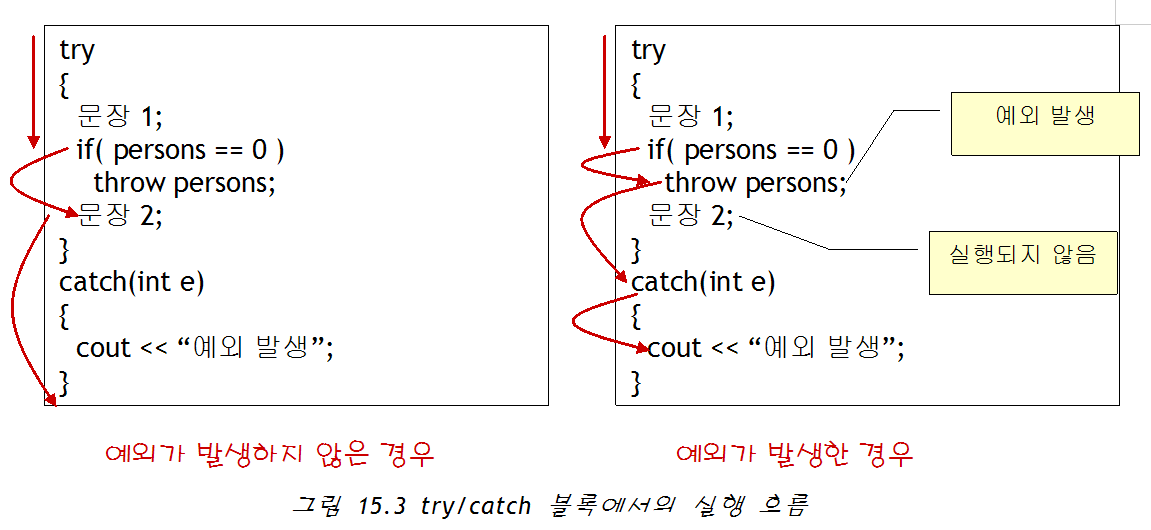 try
{
문장 1;
if( persons == 0 )
throw persons;
문장 2;
}
catch(int e)
{
cout << “예외 발생”;
}
try
{
문장 1;
if( persons == 0 )
throw persons;
문장 2;
}
catch(int e)
{
cout << “예외 발생”;
}
예외 발생
실행되지 않음
예외가 발생하지 않은 경우
예외가 발생한 경우
그림 15.3 try/catch 블록에서의 실행 흐름